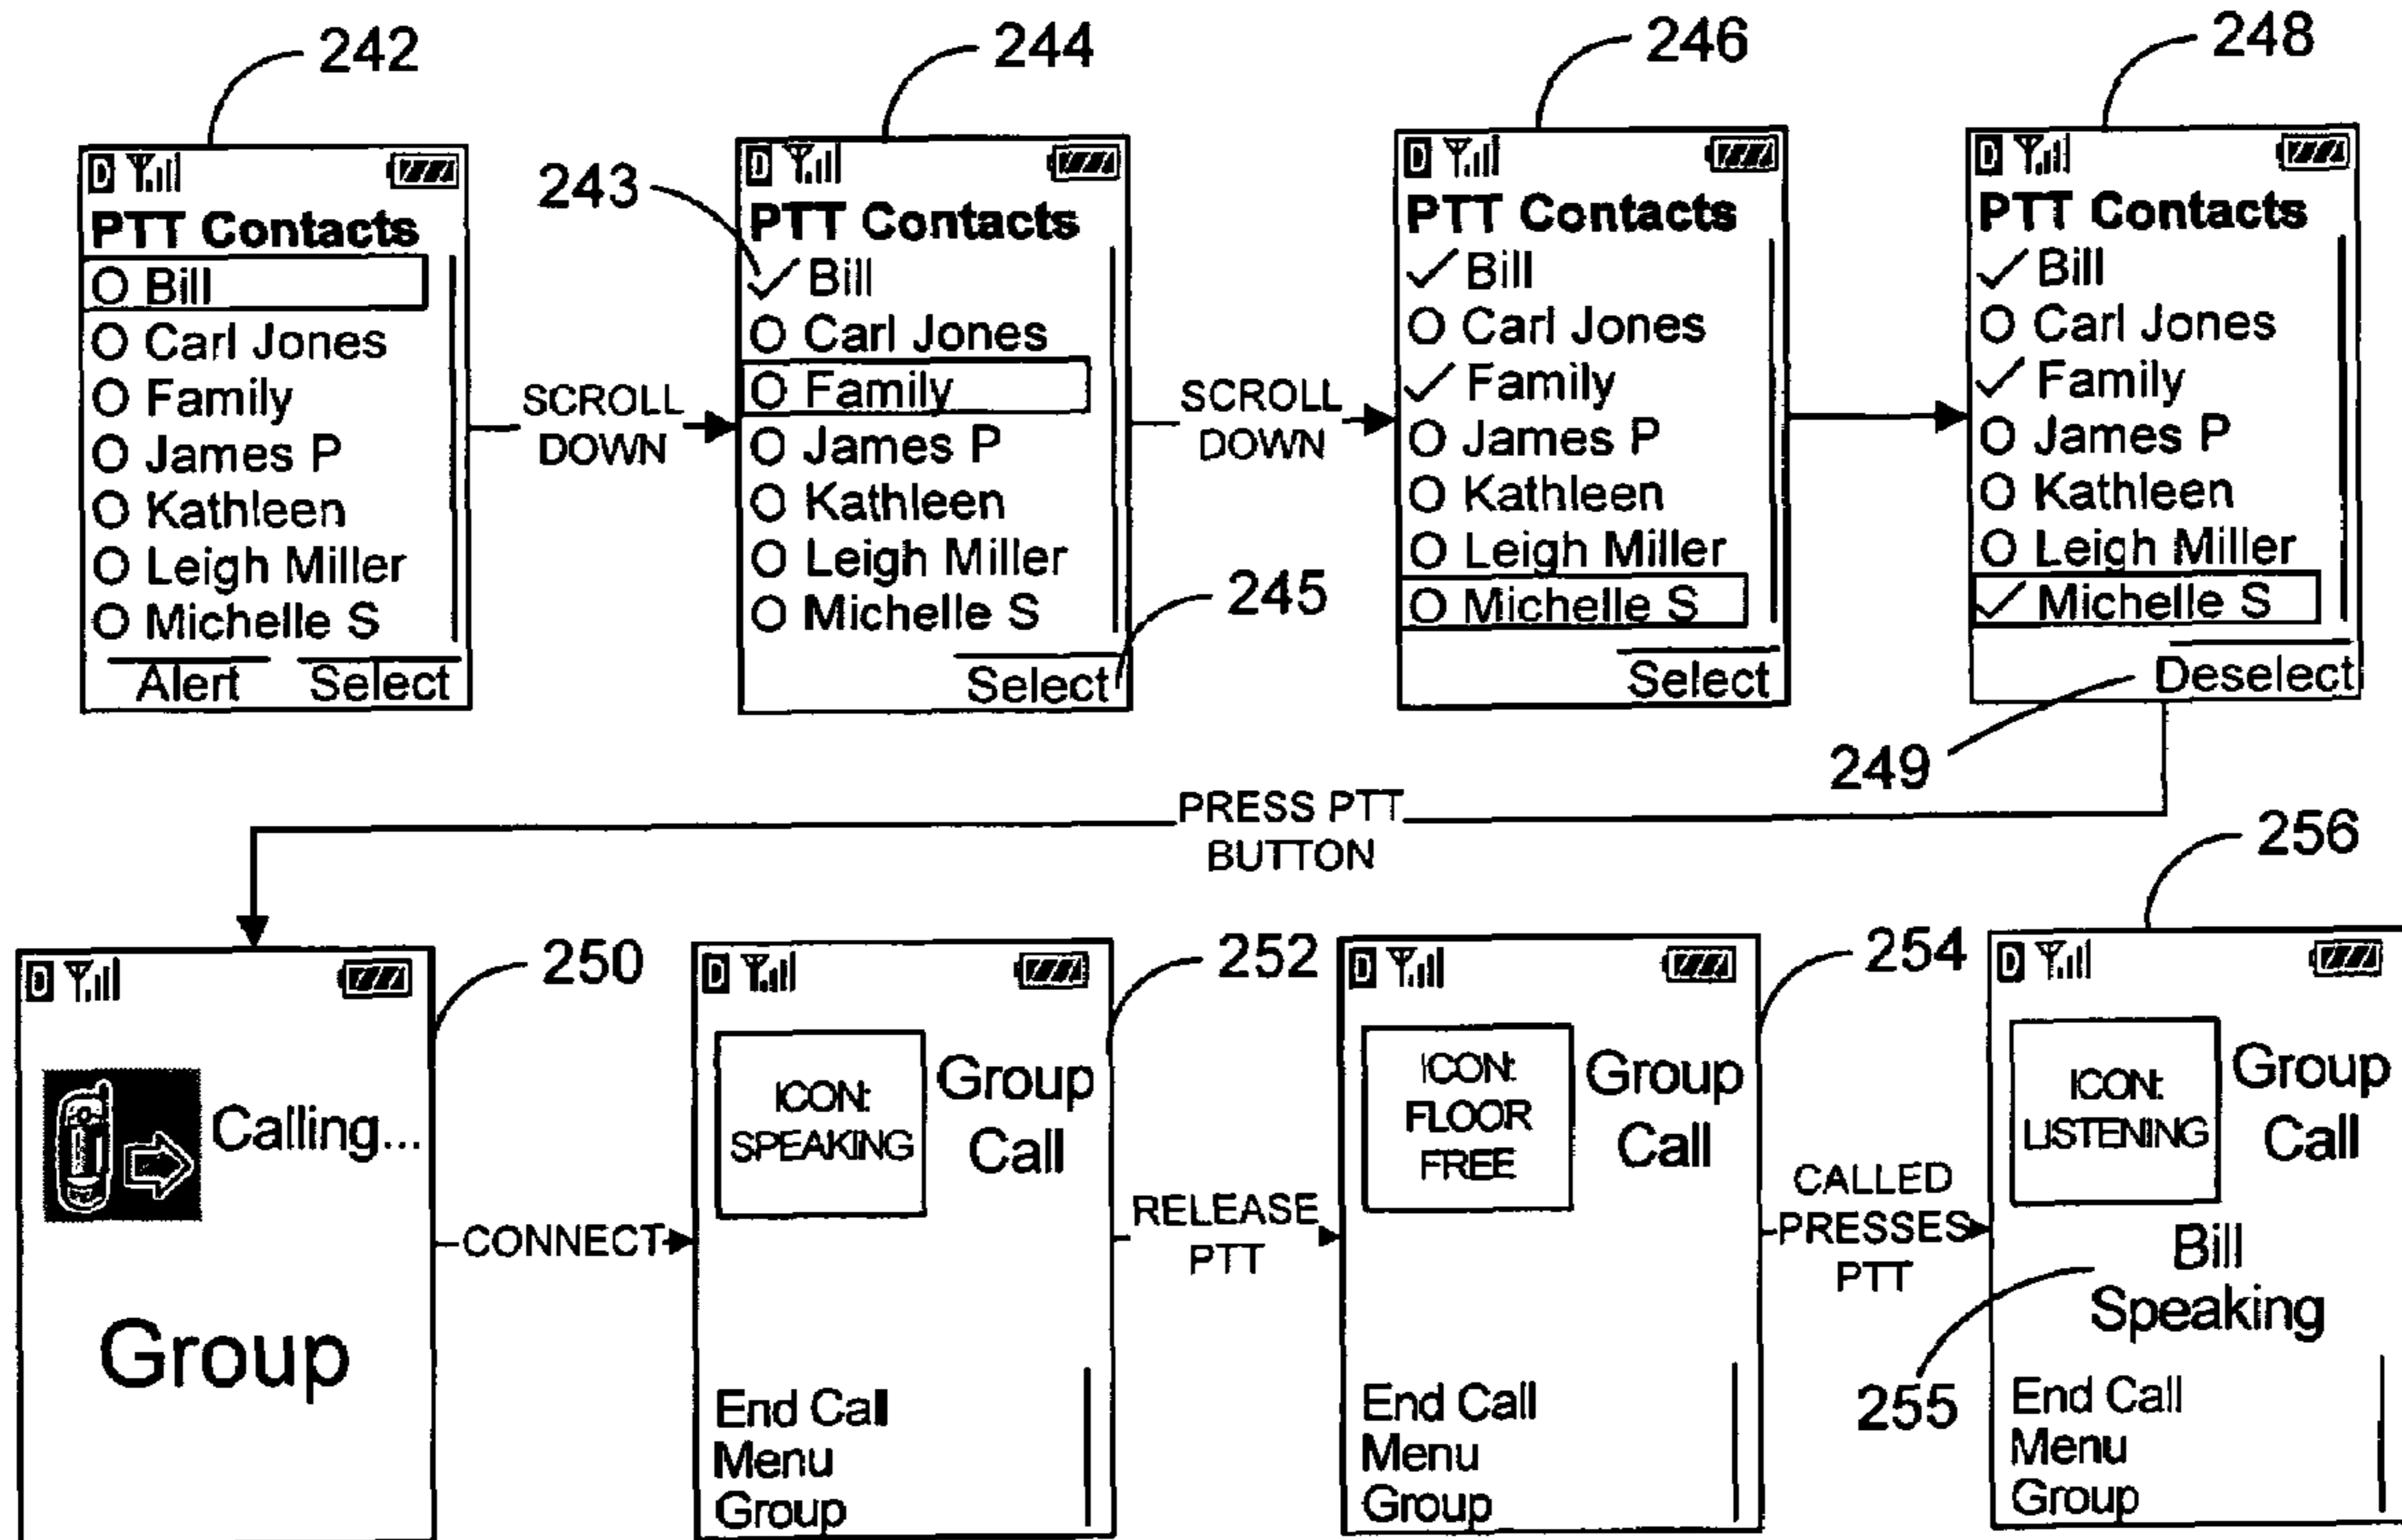 242
244
246
248
243
D
PTT Contacts
Bill
Carl Jones
Family
James P
Kathleen
Leigh Miller
Michelle S
Alert Select
SCROLL
DOWN
D
PTT Contacts
Bill
Carl Jones
Family
James P
Kathleen
Leigh Miller
Michelle S
Select
245
SCROLL
DOWN
D
PTT Contacts
Bill
Carl Jones
Family
James P
Kathleen
Leigh Miller
Michelle S
Select
D
PTT Contacts
Bill
Carl Jones
Family
James P
Kathleen
Leigh Miller
Michelle S
Deselect
249
PRESS PTT
BUTTON
250
252
254
256
D
Calling...
Group
CONNECT
D
ICON:
SPEAKING
Group
Call
End Call
Menu
Group
RELEASE
PTT
D
ICON:
FLOOR
FREE
Group
Call
End Call
Menu
Group
CALLED
PRESSES
PTT
D
ICON:
LISTENING
Group
Call
Bill
Speaking
255
End Call
Menu
Group